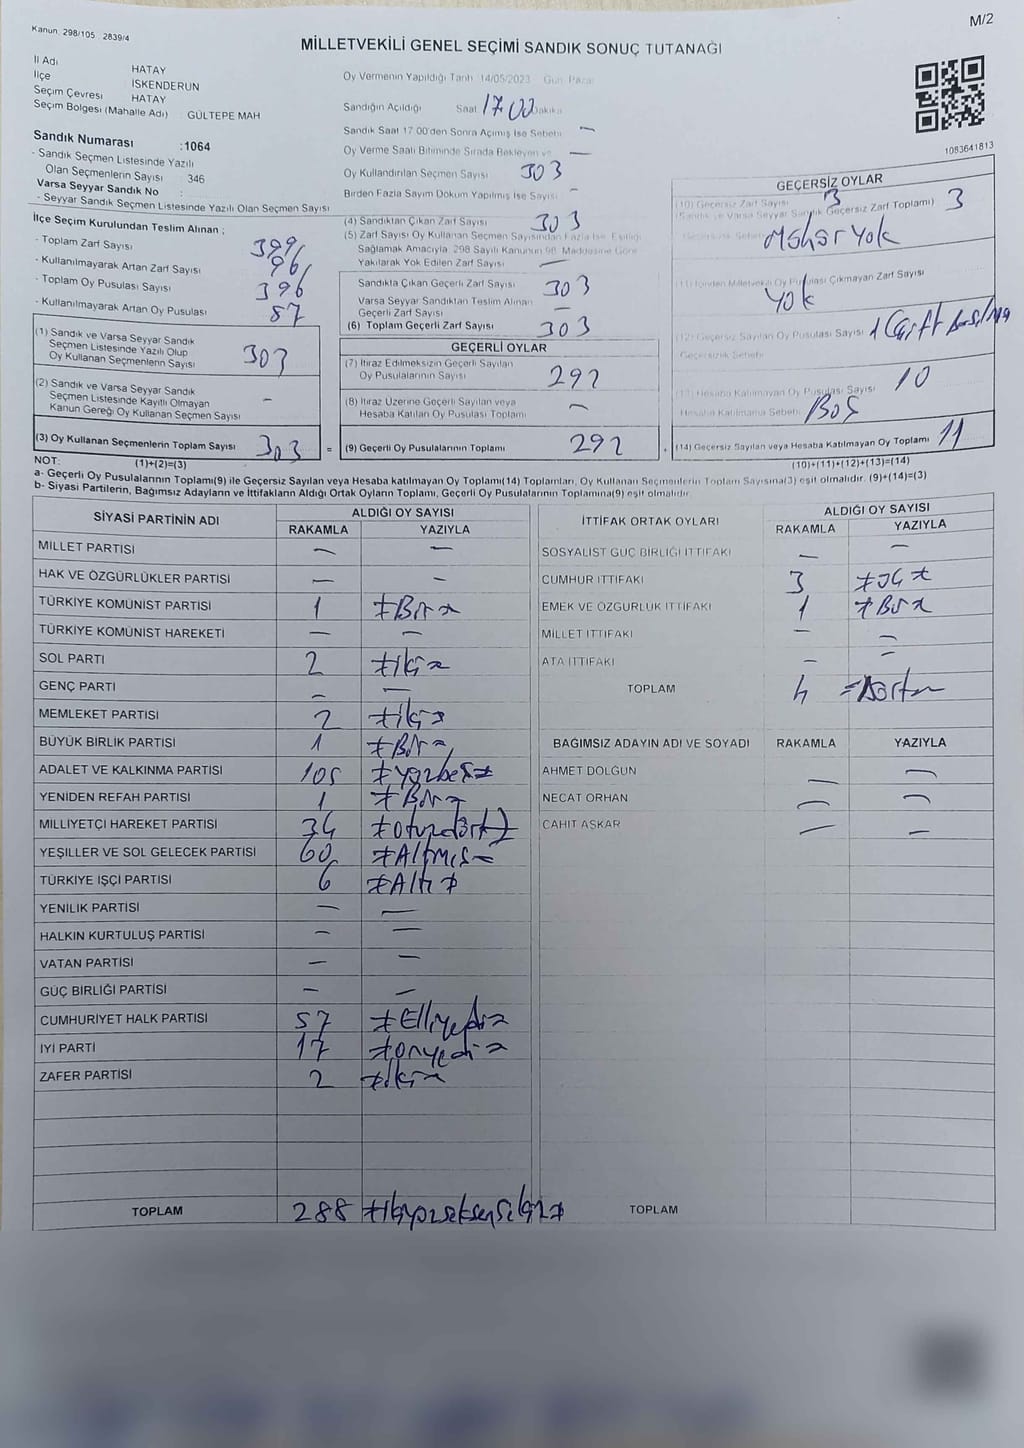 M/2
Kanun 298/105 2839/4
MİLLETVEKİLİ GENEL SEÇİMİ SANDIK SONUÇ TUTANAĞI
İl Adı HATAY
İlçe İSKENDERUN
Seçim Çevresi HATAY
Seçim Bölgesi (Mahalle Adı) GÜLTEPE MAH
Sandık Numarası :1064
- Sandık Seçmen Listesinde Yazılı
Olan Seçmenlerin Sayısı 346
Varsa Seyyar Sandık No :
- Seyyar Sandık Seçmen Listesinde Yazılı Olan Seçmen Sayısı
İlçe Seçim Kurulundan Teslim Alınan ;
- Toplam Zarf Sayısı 399
- Kullanılmayarak Artan Zarf Sayısı 96
- Toplam Oy Pusulası Sayısı 396
- Kullanılmayarak Artan Oy Pusulası 87
(1) Sandık ve Varsa Seyyar Sandık
Seçmen Listesinde Yazılı Olup
Oy Kullanan Seçmenlerin Sayısı 303
(2) Sandık ve Varsa Seyyar Sandık
Seçmen Listesinde Kayıtlı Olmayan
Kanun Gereği Oy Kullanan Seçmen Sayısı -
(3) Oy Kullanan Seçmenlerin Toplam Sayısı 303 =
(1)+(2)=(3)
Oy Vermenin Yapıldığı Tarih 14/05/2023 Gün Pazar
Sandığın Açıldığı Saat 17 00 Dakika
Sandık Saat 17.00'den Sonra Açılmış İse Sebebi -
Oy Verme Saati Bitiminde Sırada Bekleyen -
Oy Kullandırılan Seçmen Sayısı 303
Birden Fazla Sayım Döküm Yapılmış İse Sayısı -
(4) Sandıktan Çıkan Zarf Sayısı 303
(5) Zarf Sayısı Oy Kullanan Seçmen Sayısından Fazla İse, Eşitliği
Sağlamak Amacıyla, 298 Sayılı Kanunun 98. Maddesine Göre
Yakılarak Yok Edilen Zarf Sayısı -
Sandıkta Çıkan Geçerli Zarf Sayısı 303
Varsa Seyyar Sandıktan Teslim Alınan
Geçerli Zarf Sayısı -
(6) Toplam Geçerli Zarf Sayısı 303
GEÇERLİ OYLAR
(7) İtiraz Edilmeksizin Geçerli Sayılan
Oy Pusulalarının Sayısı 292
(8) İtiraz Üzerine Geçerli Sayılan veya
Hesaba Katılan Oy Pusulası Toplamı -
(9) Geçerli Oy Pusulalarının Toplamı 292
1083641813
GEÇERSİZ OYLAR
(10) Geçersiz Zarf Sayısı 3
(Sandık ve Varsa Seyyar Sandık Geçersiz Zarf Toplamı) 3
Geçersizlik Sebebi Mühür Yok
Çıkmayan Zarf Sayısı Yok
(12) Geçersiz Sayılan Oy Pusulası Sayısı 1 Çift
Geçersizlik Sebebi
(13) Hesaba Katılmayan Oy Pusulası Sayısı 10
Hesaba Katılmama Sebebi Boş
(14) Geçersiz Sayılan veya Hesaba Katılmayan Oy Toplamı 11
(10)+(11)+(12)+(13)=(14)
NOT:
a- Geçerli Oy Pusulalarının Toplamı(9) ile Geçersiz Sayılan veya Hesaba katılmayan Oy Toplamı(14) Toplamları, Oy Kullanan Seçmenlerin Toplam Sayısına(3) eşit olmalıdır. (9)+(14)=(3)
b- Siyasi Partilerin, Bağımsız Adayların ve İttifakların Aldığı Ortak Oyların Toplamı, Geçerli Oy Pusulalarının Toplamına(9) eşit olmalıdır.
SİYASİ PARTİNİN ADI ALDIĞI OY SAYISI
RAKAMLA YAZIYLA
MİLLET PARTİSİ - -
HAK VE ÖZGÜRLÜKLER PARTİSİ - -
TÜRKİYE KOMÜNİST PARTİSİ 1 Bir
TÜRKİYE KOMÜNİST HAREKETİ - -
SOL PARTİ 2 iki
GENÇ PARTİ - -
MEMLEKET PARTİSİ 2 iki
BÜYÜK BİRLİK PARTİSİ 1 Bir
ADALET VE KALKINMA PARTİSİ 105 Yüzbeş
YENİDEN REFAH PARTİSİ 1 Bir
MİLLİYETÇİ HAREKET PARTİSİ 34 Otuzdört
YEŞİLLER VE SOL GELECEK PARTİSİ 60 Altmış
TÜRKİYE İŞÇİ PARTİSİ 6 Altı
YENİLİK PARTİSİ - -
HALKIN KURTULUŞ PARTİSİ - -
VATAN PARTİSİ - -
GÜÇ BİRLİĞİ PARTİSİ - -
CUMHURİYET HALK PARTİSİ 57 Elliyedi
İYİ PARTİ 17 Onyedi
ZAFER PARTİSİ 2 iki
TOPLAM 288 ikiyüzseksensekiz
İTTİFAK ORTAK OYLARI ALDIĞI OY SAYISI
RAKAMLA YAZIYLA
SOSYALİST GÜÇ BİRLİĞİ İTTİFAKI - -
CUMHUR İTTİFAKI 3 Üç
EMEK VE ÖZGÜRLÜK İTTİFAKI 1 Bir
MİLLET İTTİFAKI - -
ATA İTTİFAKI - -
TOPLAM 4 Dört
BAĞIMSIZ ADAYIN ADI VE SOYADI RAKAMLA YAZIYLA
AHMET DOLĞUN - -
NECAT ORHAN - -
CAHİT AŞKAR - -
TOPLAM